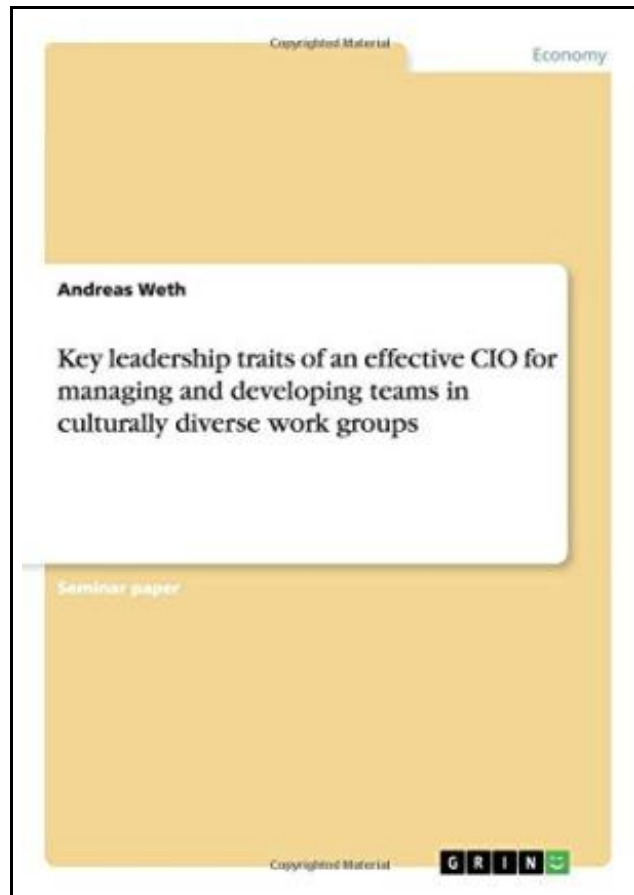 Copyrighted Material
Economy
Andreas Weth
Key leadership traits of an effective CIO for
managing and developing teams in
culturally diverse work groups
Seminar paper
Copyrighted Material
GRIN